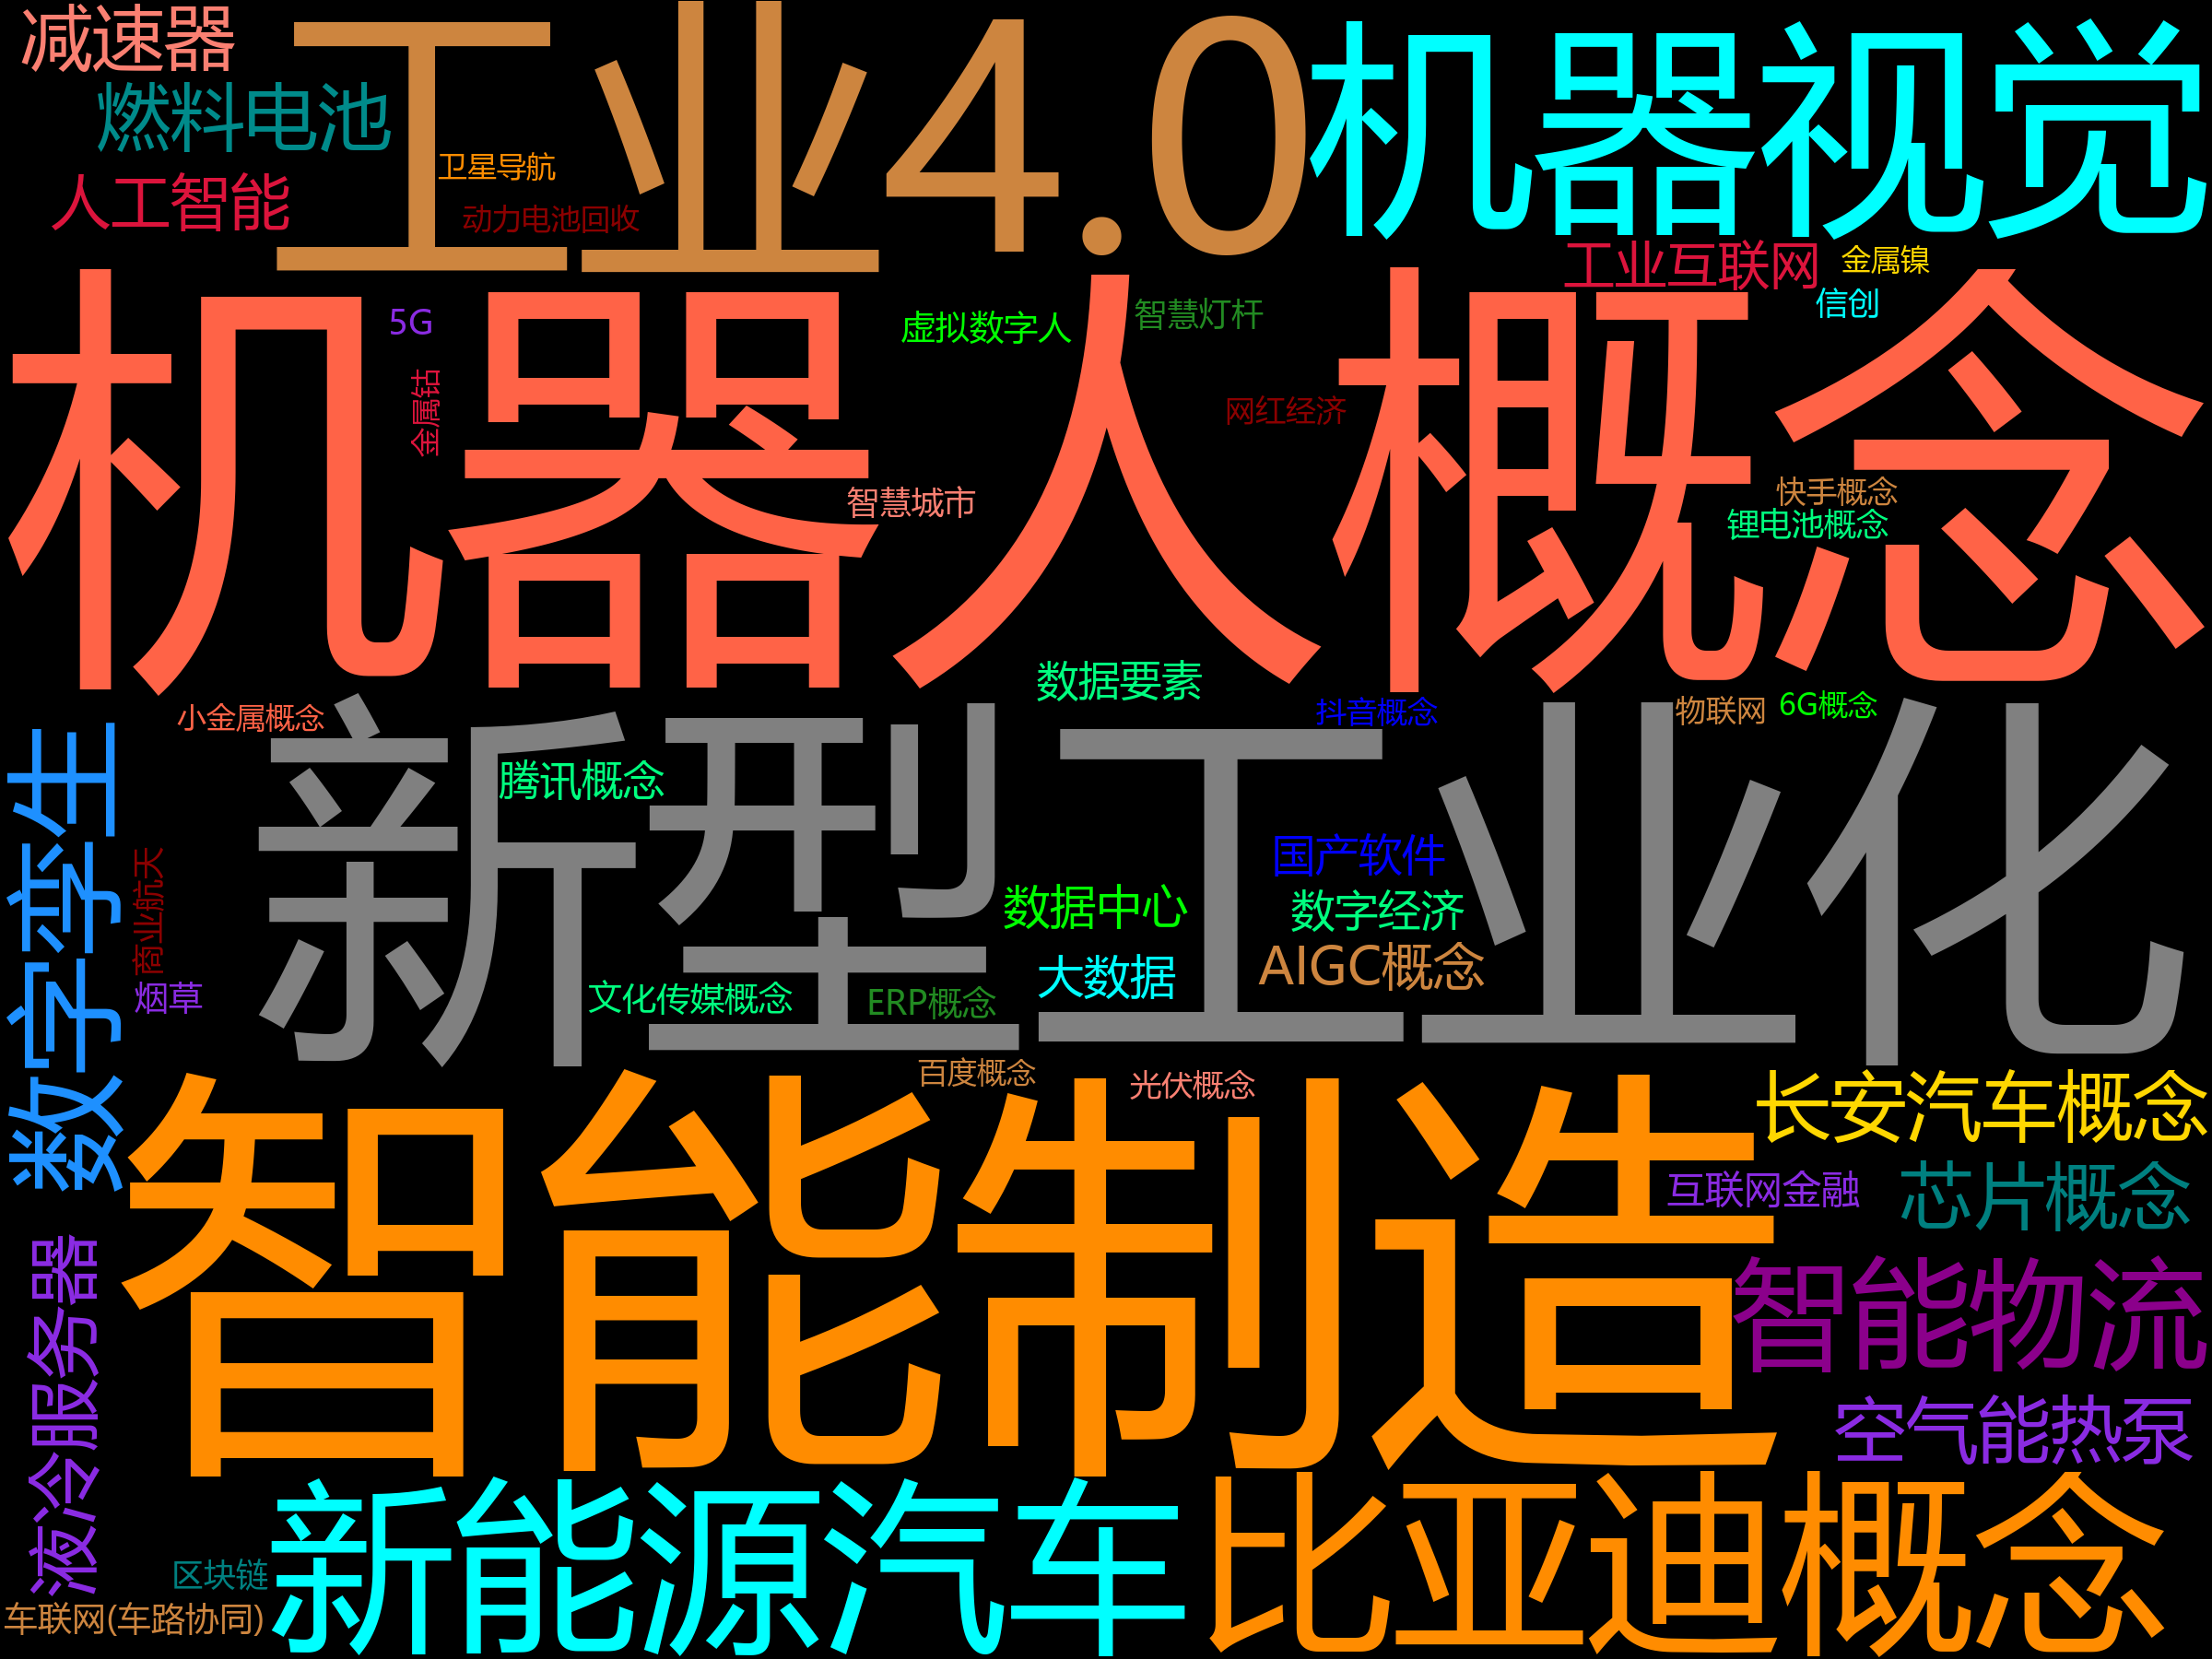 减速器
工业4.0
机器视觉
燃料电池
卫星导航
人工智能
动力电池回收
工业互联网
金属镍
信创
5G
虚拟数字人
智慧灯杆
机器人概念
金属钴
网红经济
智慧城市
快手概念
锂电池概念
数据要素
小金属概念
抖音概念
物联网
6G概念
数字孪生
腾讯概念
新型工业化
国产软件
商业航天
数据中心
数字经济
AIGC概念
大数据
烟草
文化传媒概念
ERP概念
百度概念
光伏概念
长安汽车概念
智能制造
互联网金融
芯片概念
液冷服务器
智能物流
空气能热泵
新能源汽车
比亚迪概念
区块链
车联网(车路协同)